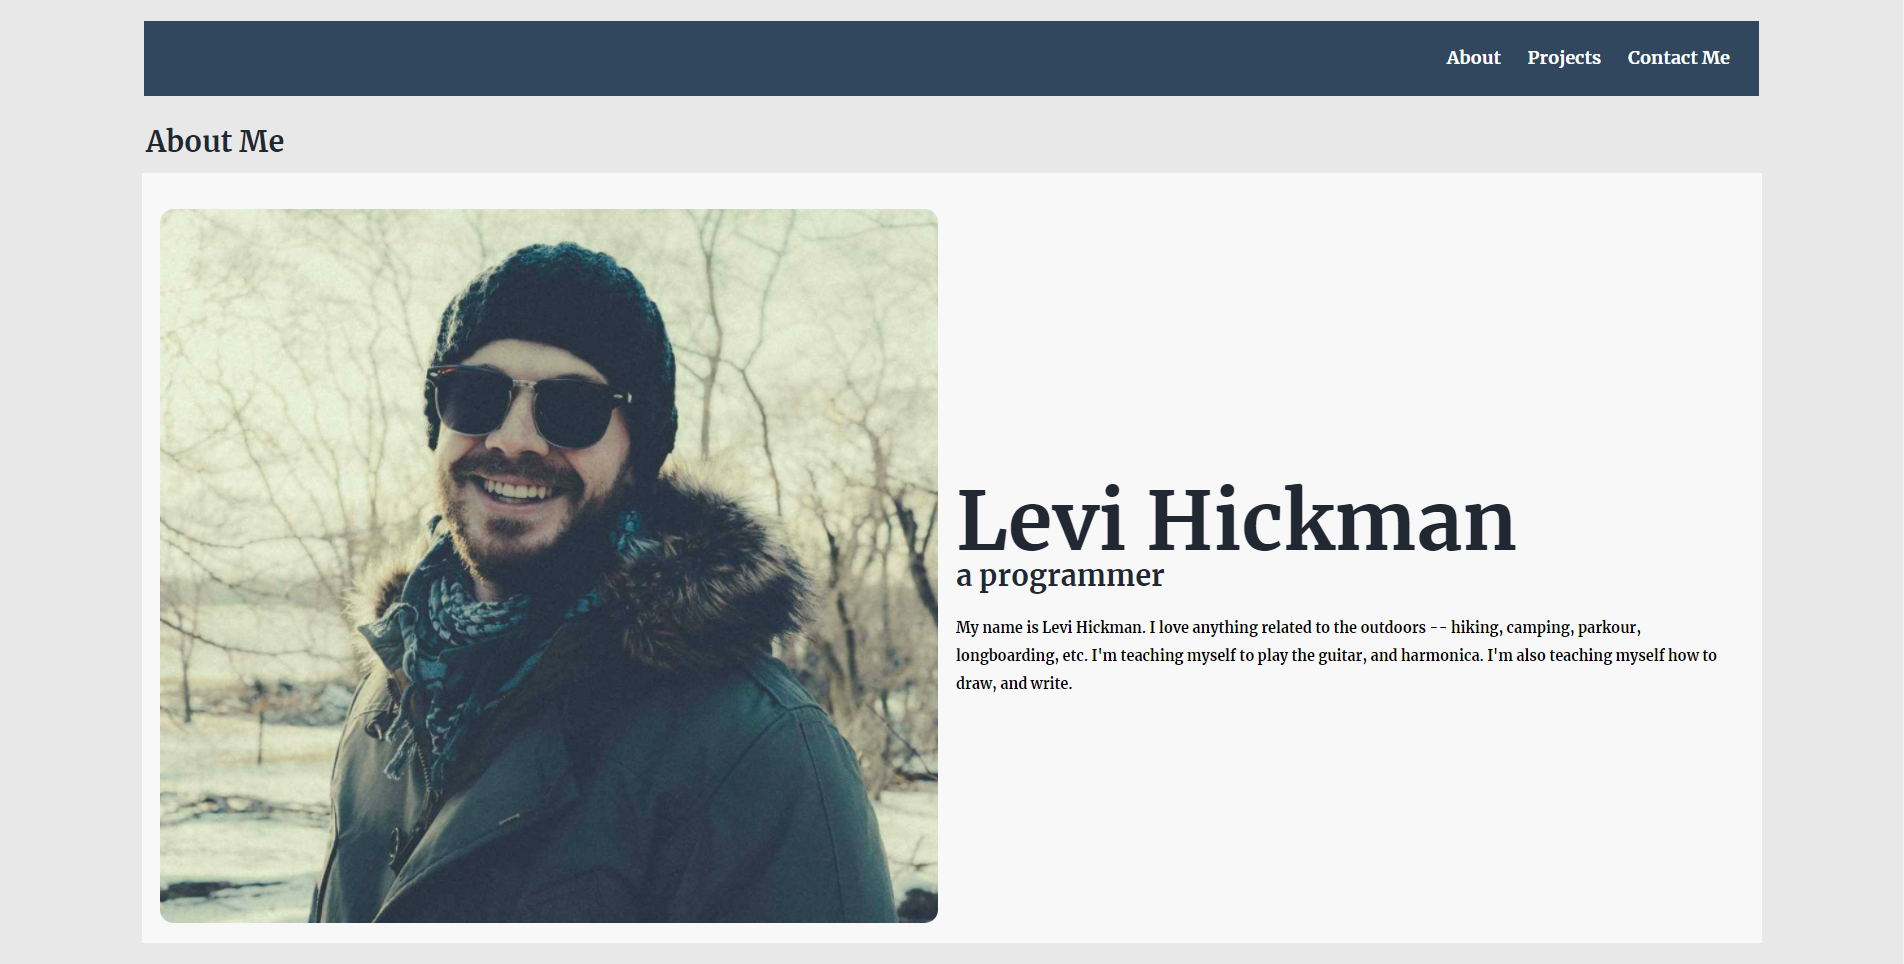 About Projects Contact Me
About Me
Levi Hickman
a programmer
My name is Levi Hickman. I love anything related to the outdoors -- hiking, camping, parkour,
longboarding, etc. I'm teaching myself to play the guitar, and harmonica. I'm also teaching myself how to
draw, and write.